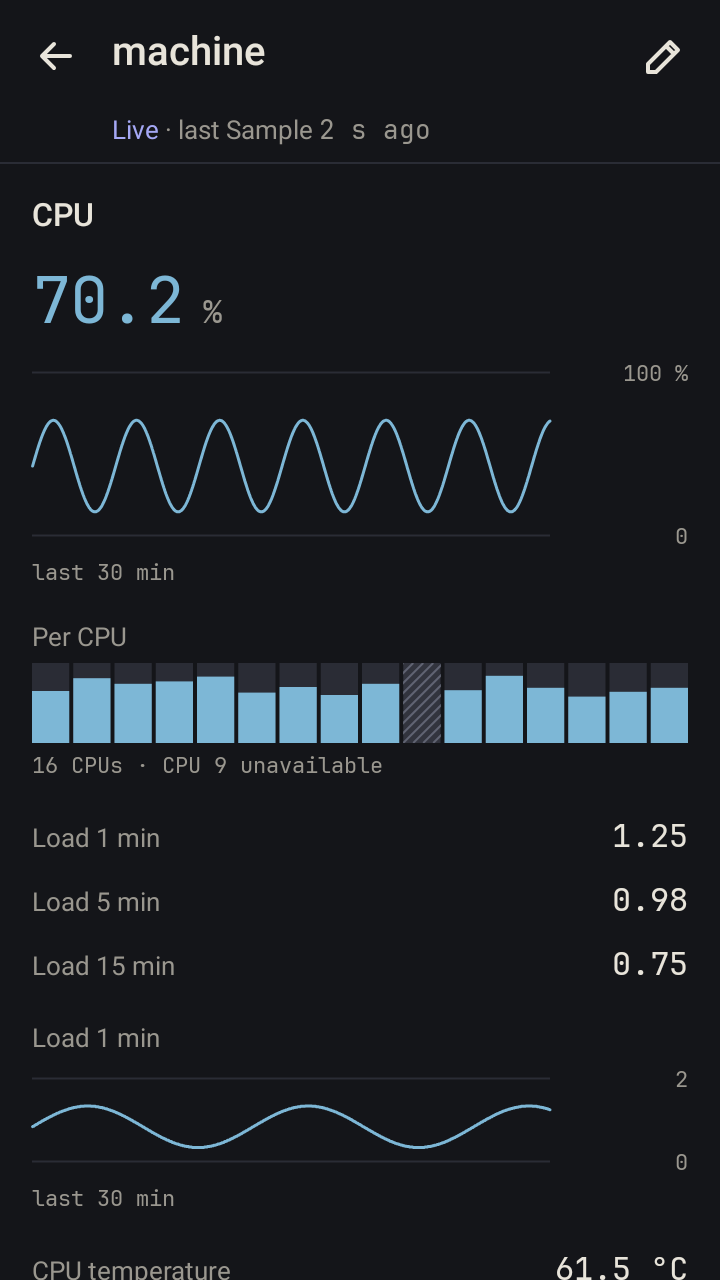 machine
Live · last Sample 2 s ago
CPU
70.2 %
100 %
0
last 30 min
Per CPU
16 CPUs · CPU 9 unavailable
Load 1 min 1.25
Load 5 min 0.98
Load 15 min 0.75
Load 1 min
2
0
last 30 min
CPU temperature 61.5 °C